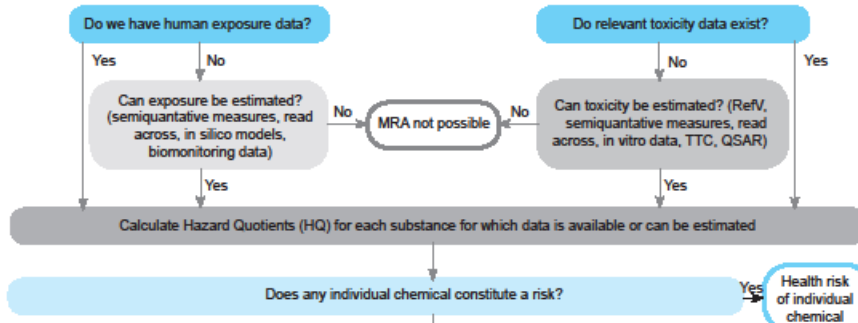 Do we have human exposure data?
Do relevant toxicity data exist?
Yes
No
No
Yes
Can exposure be estimated?
(semiquantative measures, read
across, in silico models,
biomonitoring data)
No
MRA not possible
No
Can toxicity be estimated? (RefV,
semiquantative measures, read
across, in vitro data, TTC, QSAR)
Yes
Yes
Calculate Hazard Quotients (HQ) for each substance for which data is available or can be estimated
Does any individual chemical constitute a risk?
Yes
Health risk
of individual
chemical